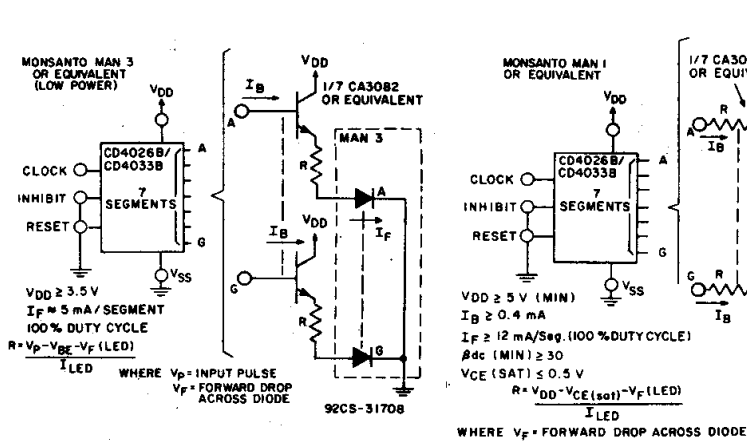 MONSANTO MAN 3
OR EQUIVALENT
(LOW POWER)
VDD
CD4026B/
CD4033B
7
SEGMENTS
CLOCK
INHIBIT
RESET
A
G
VSS
VDD ≥ 3.5 V
IF ≈ 5 mA/SEGMENT
100% DUTY CYCLE
R = VP-VBE-VF (LED)
ILED
WHERE VP = INPUT PULSE
VF = FORWARD DROP
ACROSS DIODE
VDD
IB
1/7 CA3082
OR EQUIVALENT
A
R
MAN 3
A
IF
VDD
IB
G
R
G
92CS-31708
MONSANTO MAN 1
OR EQUIVALENT
VDD
CD4026B/
CD4033B
7
SEGMENTS
CLOCK
INHIBIT
RESET
A
G
VSS
VDD ≥ 5 V (MIN)
IB ≥ 0.4 mA
IF ≥ 12 mA/Seg. (100% DUTY CYCLE)
βdc (MIN) ≥ 30
VCE (SAT) ≤ 0.5 V
R = VDD-VCE(sat)-VF (LED)
ILED
WHERE VF = FORWARD DROP ACROSS DIODE
1/7
OR
R
A
IB
G
R
IB